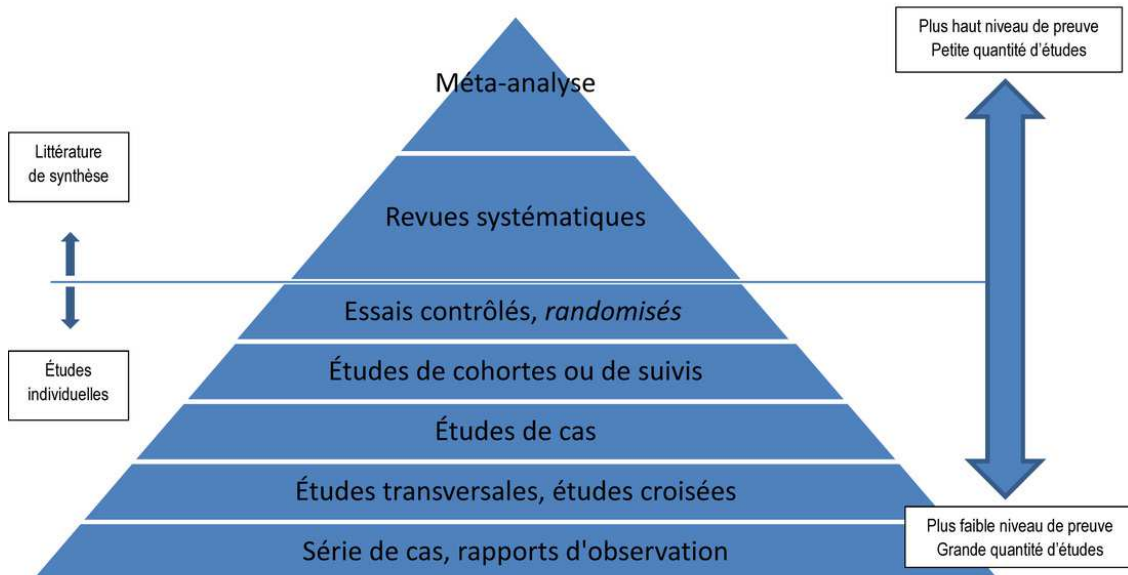 Plus haut niveau de preuve
Petite quantité d'études
Méta-analyse
Littérature
de synthèse
Revues systématiques
Essais contrôlés, randomisés
Études
individuelles
Études de cohortes ou de suivis
Études de cas
Études transversales, études croisées
Plus faible niveau de preuve
Grande quantité d'études
Série de cas, rapports d'observation